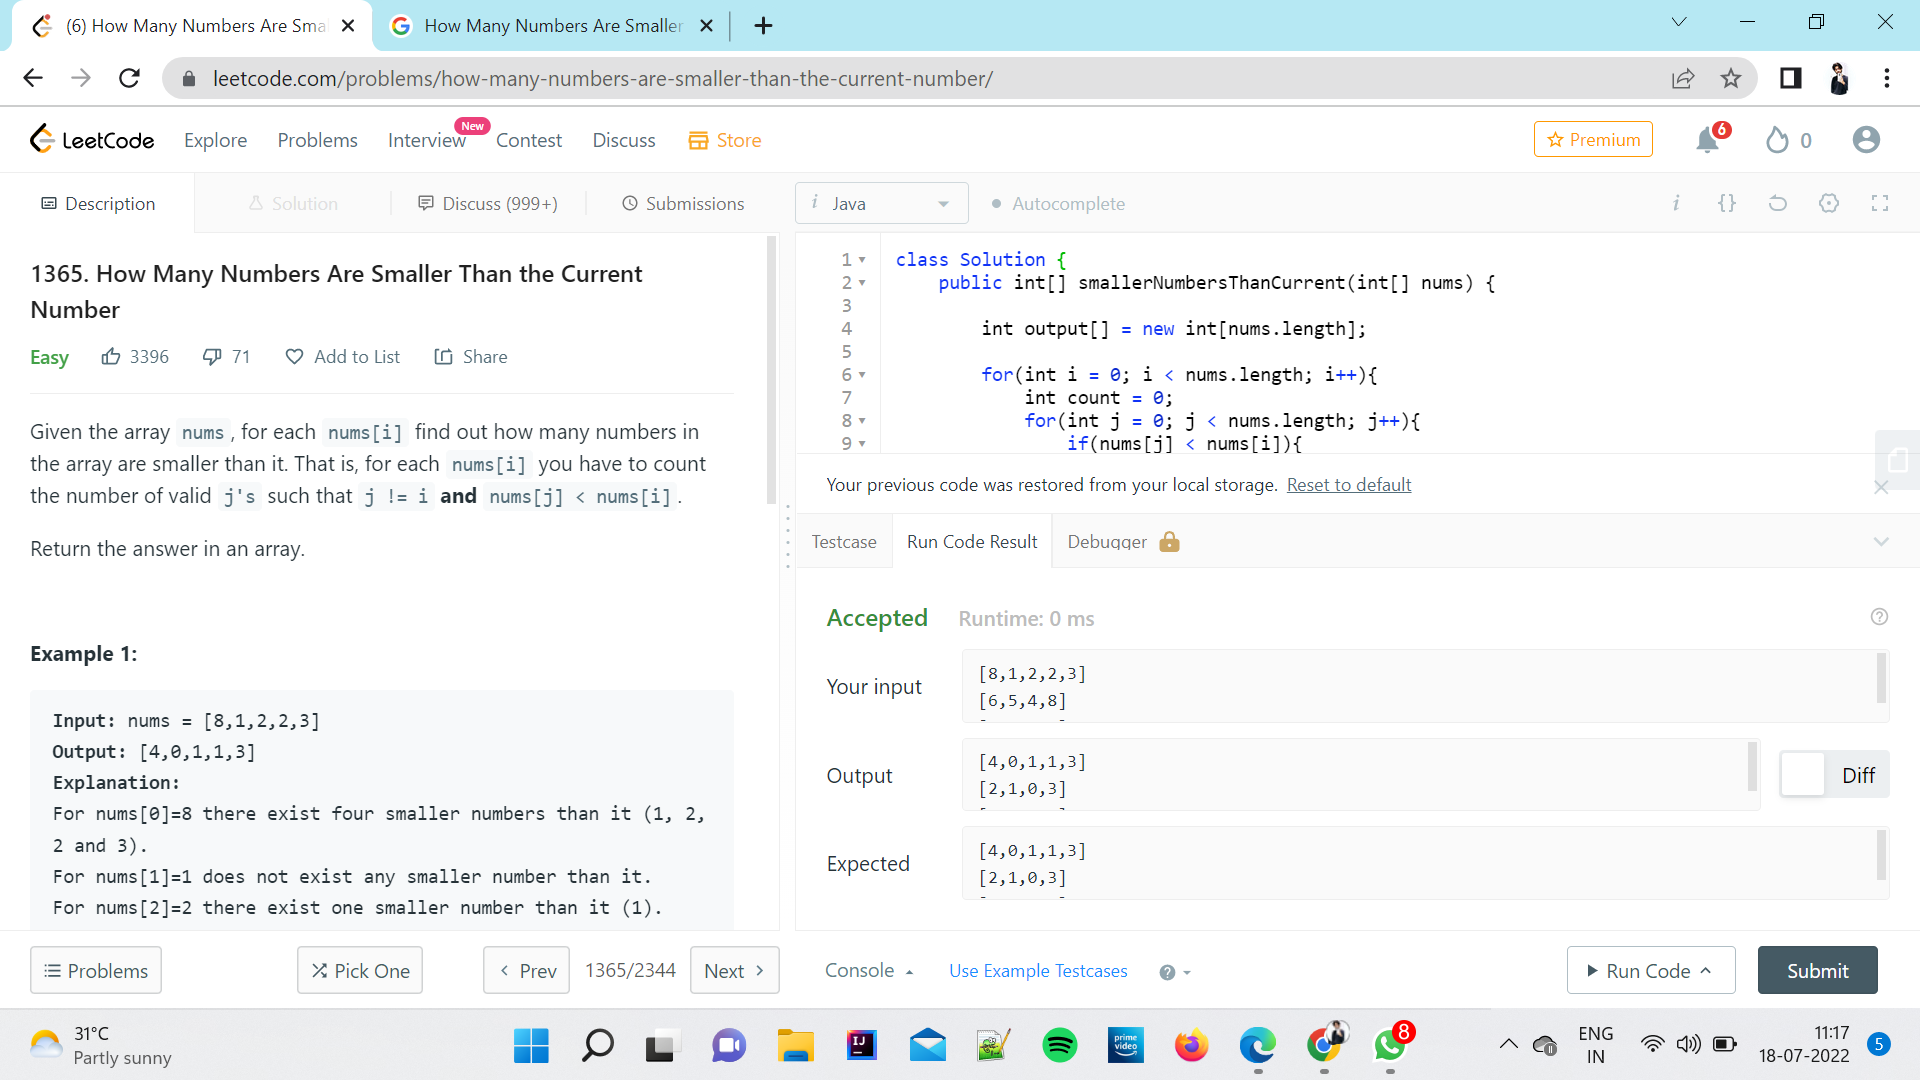 (6) How Many Numbers Are Sma
How Many Numbers Are Smaller
leetcode.com/problems/how-many-numbers-are-smaller-than-the-current-number/
LeetCode
Explore
Problems
Interview
New
Contest
Discuss
Store
Premium
6
0
Description
Solution
Discuss (999+)
Submissions
i Java
Autocomplete
i
{}
1365. How Many Numbers Are Smaller Than the Current
Number
Easy
3396
71
Add to List
Share
Given the array nums, for each nums[i] find out how many numbers in
the array are smaller than it. That is, for each nums[i] you have to count
the number of valid j's such that j != i and nums[j] < nums[i].
Return the answer in an array.
Example 1:
Input: nums = [8,1,2,2,3]
Output: [4,0,1,1,3]
Explanation:
For nums[0]=8 there exist four smaller numbers than it (1, 2,
2 and 3).
For nums[1]=1 does not exist any smaller number than it.
For nums[2]=2 there exist one smaller number than it (1).
1 class Solution {
2 public int[] smallerNumbersThanCurrent(int[] nums) {
3
4 int output[] = new int[nums.length];
5
6 for(int i = 0; i < nums.length; i++){
7 int count = 0;
8 for(int j = 0; j < nums.length; j++){
9 if(nums[j] < nums[i]){
Your previous code was restored from your local storage. Reset to default
Testcase
Run Code Result
Debugger
Accepted
Runtime: 0 ms
Your input
[8,1,2,2,3]
[6,5,4,8]
Output
[4,0,1,1,3]
[2,1,0,3]
Diff
Expected
[4,0,1,1,3]
[2,1,0,3]
Problems
Pick One
Prev
1365/2344
Next
Console
Use Example Testcases
?
Run Code
Submit
31°C
Partly sunny
IJ
prime
video
8
ENG
IN
11:17
18-07-2022
5